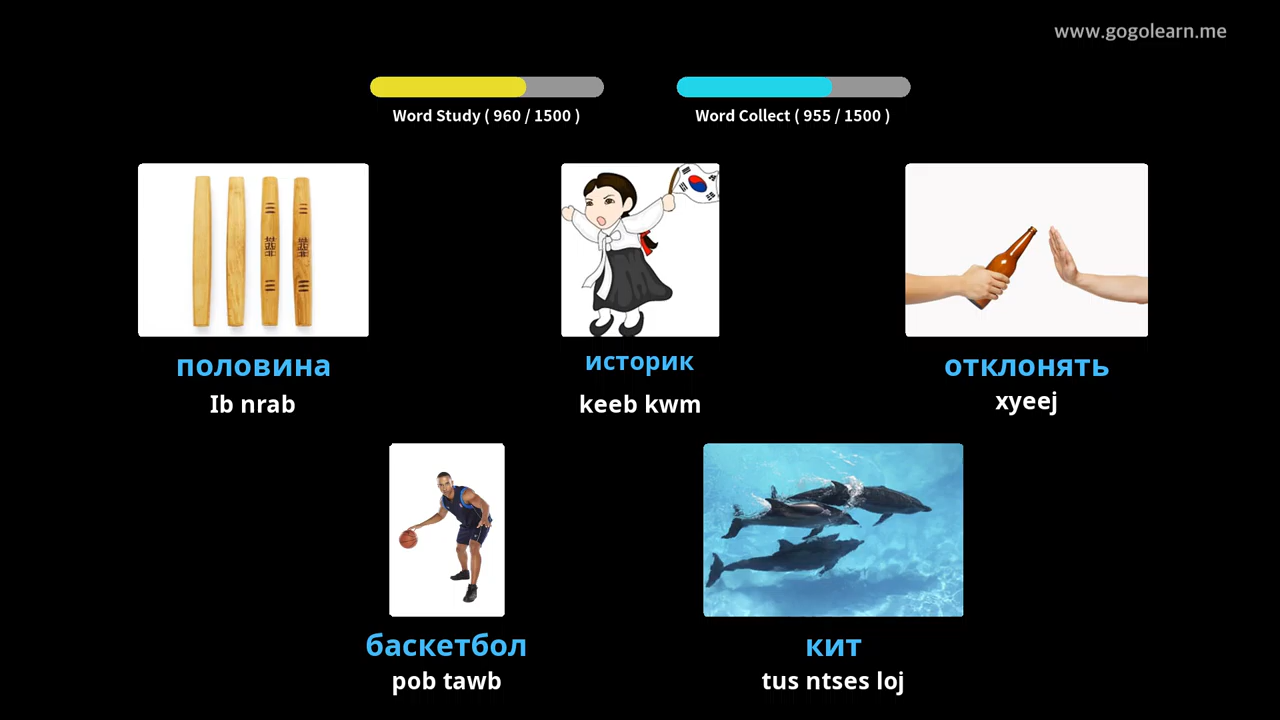 www.gogolearn.me
Word Study ( 960 / 1500 )
Word Collect ( 955 / 1500 )
половина
Ib nrab
историк
keeb kwm
отклонять
xyeej
баскетбол
pob tawb
кит
tus ntses loj